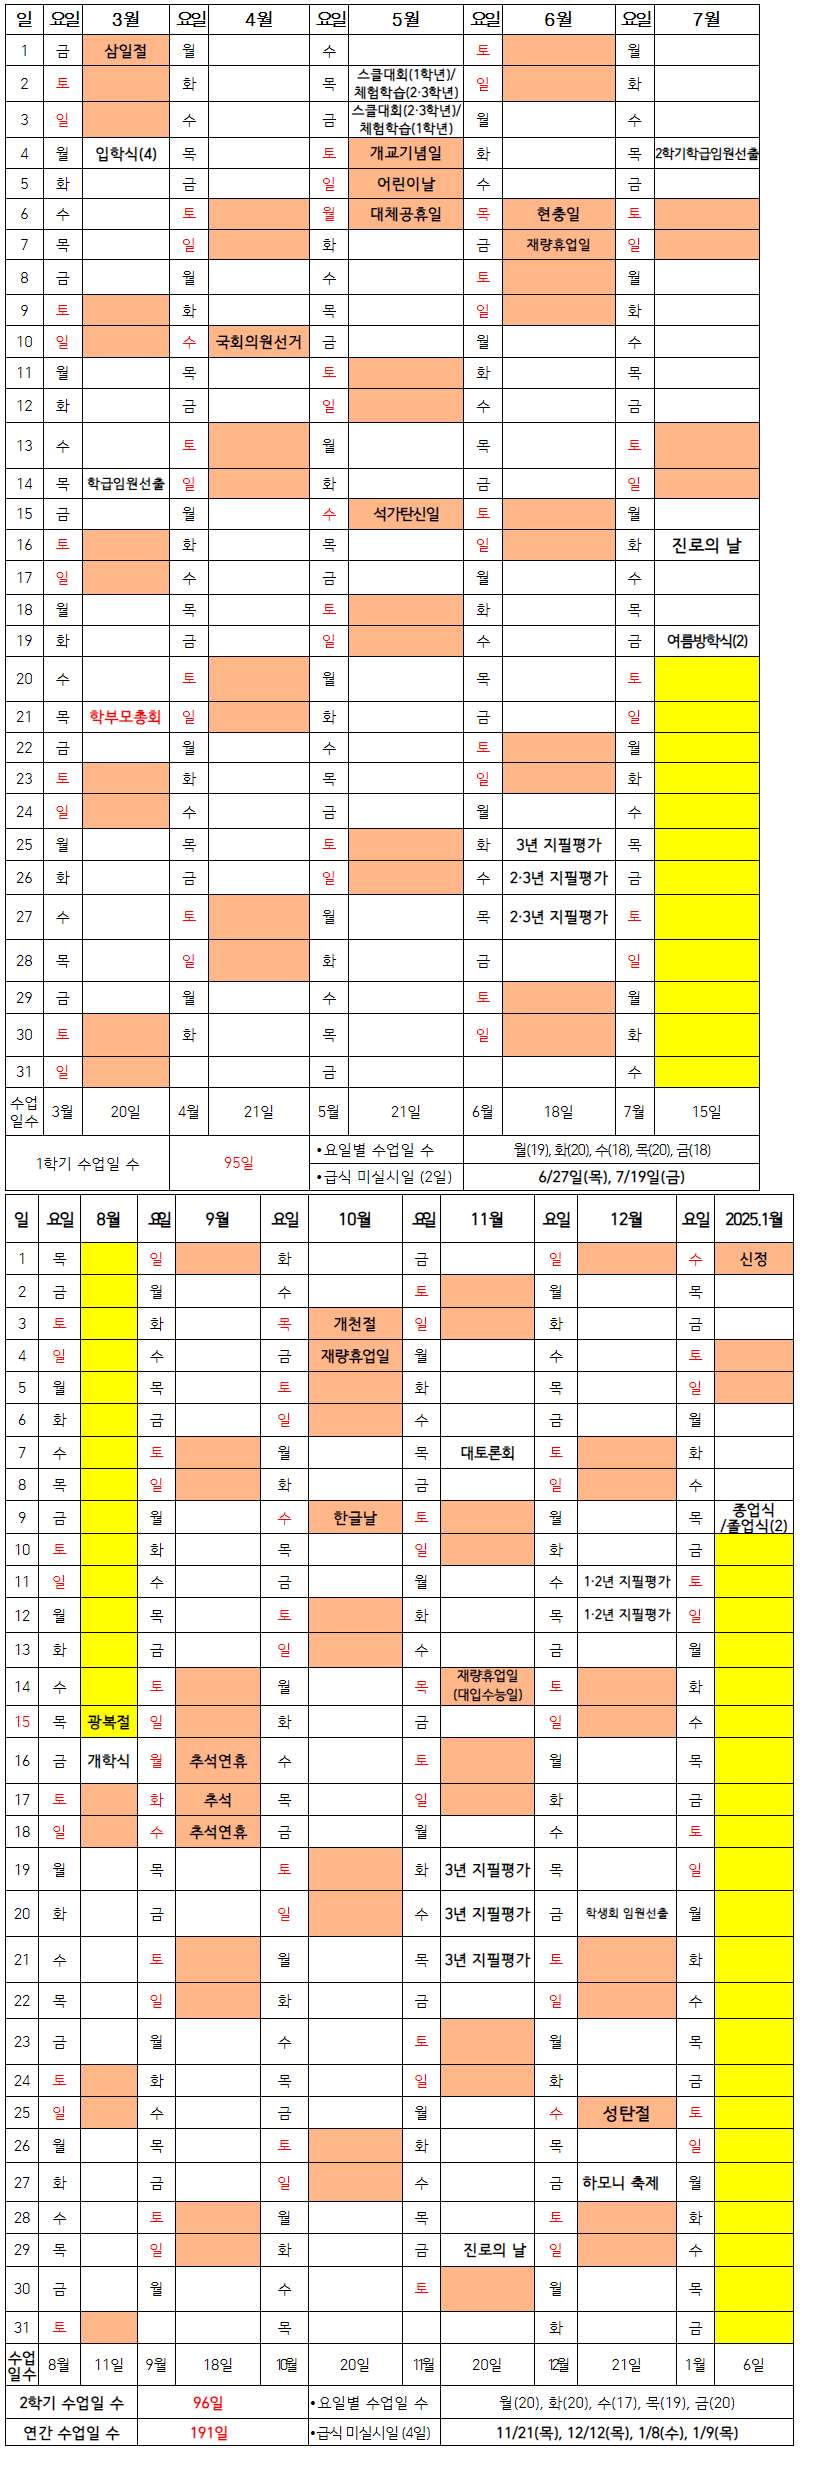 일 요일 3월 요일 4월 요일 5월 요일 6월 요일 7월
1 금 삼일절 월 수 토 월
2 토 화 목 스클대회(1학년)/ 체험학습(2·3학년) 일 화
3 일 수 금 스클대회(2·3학년)/ 체험학습(1학년) 월 수
4 월 입학식(4) 목 토 개교기념일 화 목 2학기학급임원선출
5 화 금 일 어린이날 수 금
6 수 토 월 대체공휴일 목 현충일 토
7 목 일 화 금 재량휴업일 일
8 금 월 수 토 월
9 토 화 목 일 화
10 일 수 국회의원선거 금 월 수
11 월 목 토 화 목
12 화 금 일 수 금
13 수 토 월 목 토
14 목 학급임원선출 일 화 금 일
15 금 월 수 석가탄신일 토 월
16 토 화 목 일 화 진로의 날
17 일 수 금 월 수
18 월 목 토 화 목
19 화 금 일 수 금 여름방학식(2)
20 수 토 월 목 토
21 목 학부모총회 일 화 금 일
22 금 월 수 토 월
23 토 화 목 일 화
24 일 수 금 월 수
25 월 목 토 화 3년 지필평가 목
26 화 금 일 수 2·3년 지필평가 금
27 수 토 월 목 2·3년 지필평가 토
28 목 일 화 금 일
29 금 월 수 토 월
30 토 화 목 일 화
31 일 금 수
수업 일수 3월 20일 4월 21일 5월 21일 6월 18일 7월 15일
1학기 수업일 수 95일 •요일별 수업일 수 월(19), 화(20), 수(18), 목(20), 금(18)
•급식 미실시일 (2일) 6/27일(목), 7/19일(금)
일 요일 8월 요일 9월 요일 10월 요일 11월 요일 12월 요일 2025.1월
1 목 일 화 금 일 수 신정
2 금 월 수 토 월 목
3 토 화 목 개천절 일 화 금
4 일 수 금 재량휴업일 월 수 토
5 월 목 토 화 목 일
6 화 금 일 수 금 월
7 수 토 월 목 대토론회 토 화
8 목 일 화 금 일 수
9 금 월 수 한글날 토 월 목 종업식 /졸업식(2)
10 토 화 목 일 화 금
11 일 수 금 월 수 1·2년 지필평가 토
12 월 목 토 화 목 1·2년 지필평가 일
13 화 금 일 수 금 월
14 수 토 월 목 재량휴업일 (대입수능일) 토 화
15 목 광복절 일 화 금 일 수
16 금 개학식 월 추석연휴 수 토 월 목
17 토 화 추석 목 일 화 금
18 일 수 추석연휴 금 월 수 토
19 월 목 토 화 3년 지필평가 목 일
20 화 금 일 수 3년 지필평가 금 학생회 임원선출 월
21 수 토 월 목 3년 지필평가 토 화
22 목 일 화 금 일 수
23 금 월 수 토 월 목
24 토 화 목 일 화 금
25 일 수 금 월 수 성탄절 토
26 월 목 토 화 목 일
27 화 금 일 수 금 하모니 축제 월
28 수 토 월 목 토 화
29 목 일 화 금 진로의 날 일 수
30 금 월 수 토 월 목
31 토 목 화 금
수업 일수 8월 11일 9월 18일 10월 20일 11월 20일 12월 21일 1월 6일
2학기 수업일 수 96일 •요일별 수업일 수 월(20), 화(20), 수(17), 목(19), 금(20)
연간 수업일 수 191일 •급식 미실시일 (4일) 11/21(목), 12/12(목), 1/8(수), 1/9(목)